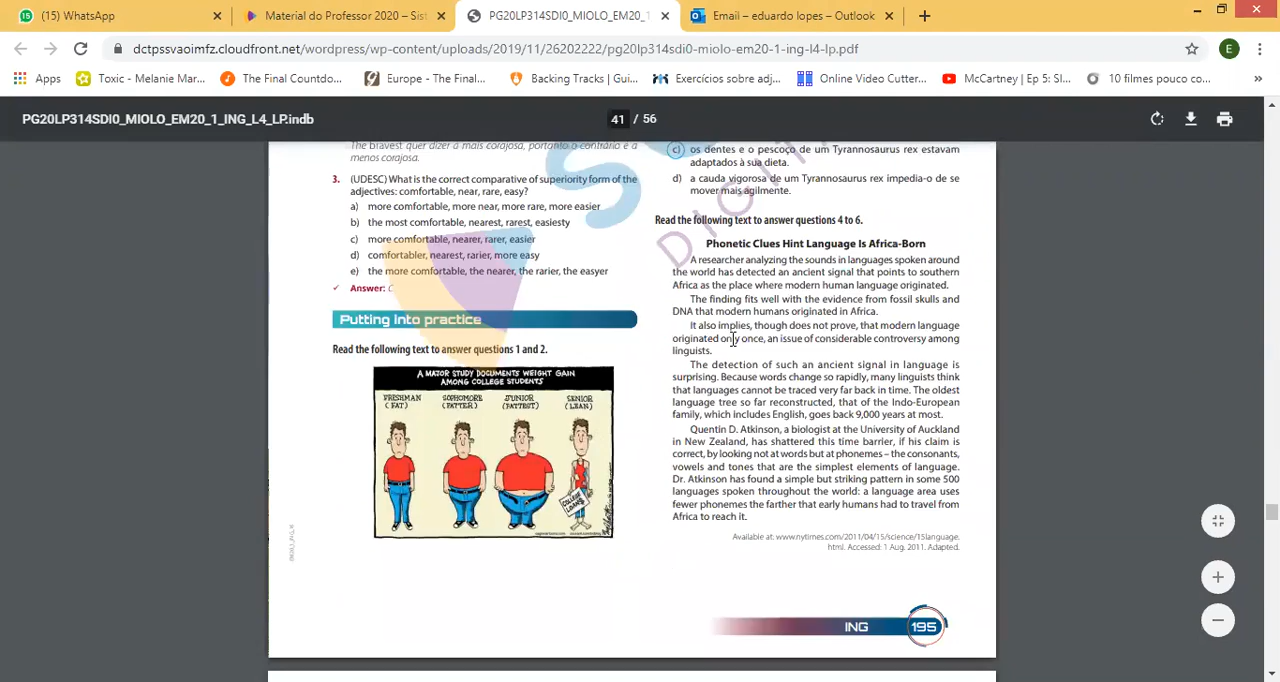 (15) WhatsApp
Material do Professor 2020 – Sist
PG20LP314SDI0_MIOLO_EM20_1
Email – eduardo lopes – Outlook
dctpssvaoimfz.cloudfront.net/wordpress/wp-content/uploads/2019/11/26202222/pg20lp314sdi0-miolo-em20-1-ing-l4-lp.pdf
E
Apps
Toxic - Melanie Mar...
The Final Countdo...
Europe - The Final...
Backing Tracks | Gui...
Exercícios sobre adj...
Online Video Cutter...
McCartney | Ep 5: Sl...
10 filmes pouco co...
»
PG20LP314SDI0_MIOLO_EM20_1_ING_L4_LP.indb
41 / 56
The bravest quer dizer a mais corajosa, portanto o contrário é a
menos corajosa.
3. (UDESC) What is the correct comparative of superiority form of the
adjectives: comfortable, near, rare, easy?
a) more comfortable, more near, more rare, more easier
b) the most comfortable, nearest, rarest, easiesty
c) more comfortable, nearer, rarer, easier
d) comfortabler, nearest, rarier, more easy
e) the more comfortable, the nearer, the rarier, the easyer
✓ Answer: C
Putting into practice
Read the following text to answer questions 1 and 2.
A MAJOR STUDY DOCUMENTS WEIGHT GAIN
AMONG COLLEGE STUDENTS
FRESHMAN
(FAT)
SOPHOMORE
(FATTER)
JUNIOR
(FATTEST)
SENIOR
(LEAN)
COLLEGE
LOANS
c) os dentes e o pescoço de um Tyrannosaurus rex estavam
adaptados à sua dieta.
d) a cauda vigorosa de um Tyrannosaurus rex impedia-o de se
mover mais agilmente.
Read the following text to answer questions 4 to 6.
Phonetic Clues Hint Language Is Africa-Born
A researcher analyzing the sounds in languages spoken around
the world has detected an ancient signal that points to southern
Africa as the place where modern human language originated.
The finding fits well with the evidence from fossil skulls and
DNA that modern humans originated in Africa.
It also implies, though does not prove, that modern language
originated only once, an issue of considerable controversy among
linguists.
The detection of such an ancient signal in language is
surprising. Because words change so rapidly, many linguists think
that languages cannot be traced very far back in time. The oldest
language tree so far reconstructed, that of the Indo-European
family, which includes English, goes back 9,000 years at most.
Quentin D. Atkinson, a biologist at the University of Auckland
in New Zealand, has shattered this time barrier, if his claim is
correct, by looking not at words but at phonemes – the consonants,
vowels and tones that are the simplest elements of language.
Dr. Atkinson has found a simple but striking pattern in some 500
languages spoken throughout the world: a language area uses
fewer phonemes the farther that early humans had to travel from
Africa to reach it.
Available at: www.nytimes.com/2011/04/15/science/15language.
html. Accessed: 1 Aug. 2011. Adapted.
ING 195